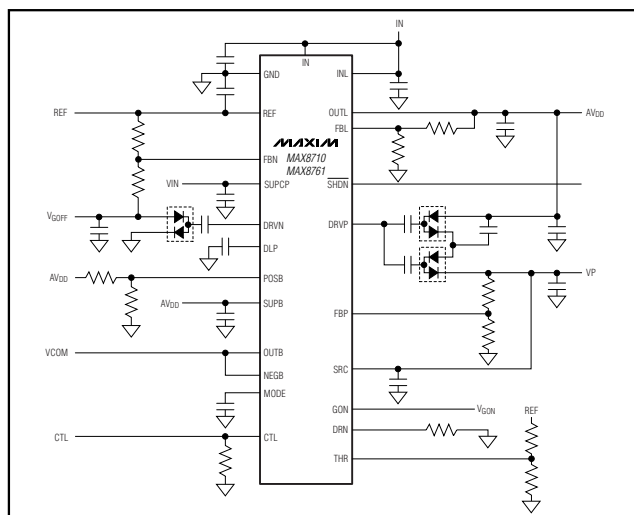 IN
IN
GND
INL
REF
REF
OUTL
AVDD
FBL
MAXIM
MAX8710
MAX8761
FBN
VIN
SUPCP
SHDN
VGOFF
DRVN
DRVP
DLP
AVDD
POSB
VP
AVDD
SUPB
FBP
VCOM
OUTB
NEGB
SRC
MODE
GON
VGON
REF
DRN
CTL
CTL
THR